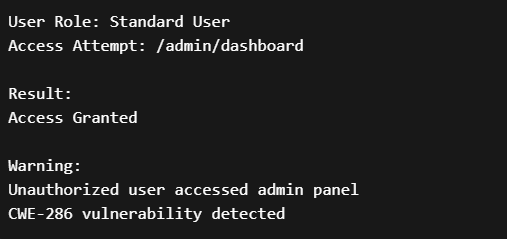 User Role: Standard User
Access Attempt: /admin/dashboard
Result:
Access Granted
Warning:
Unauthorized user accessed admin panel
CWE-286 vulnerability detected